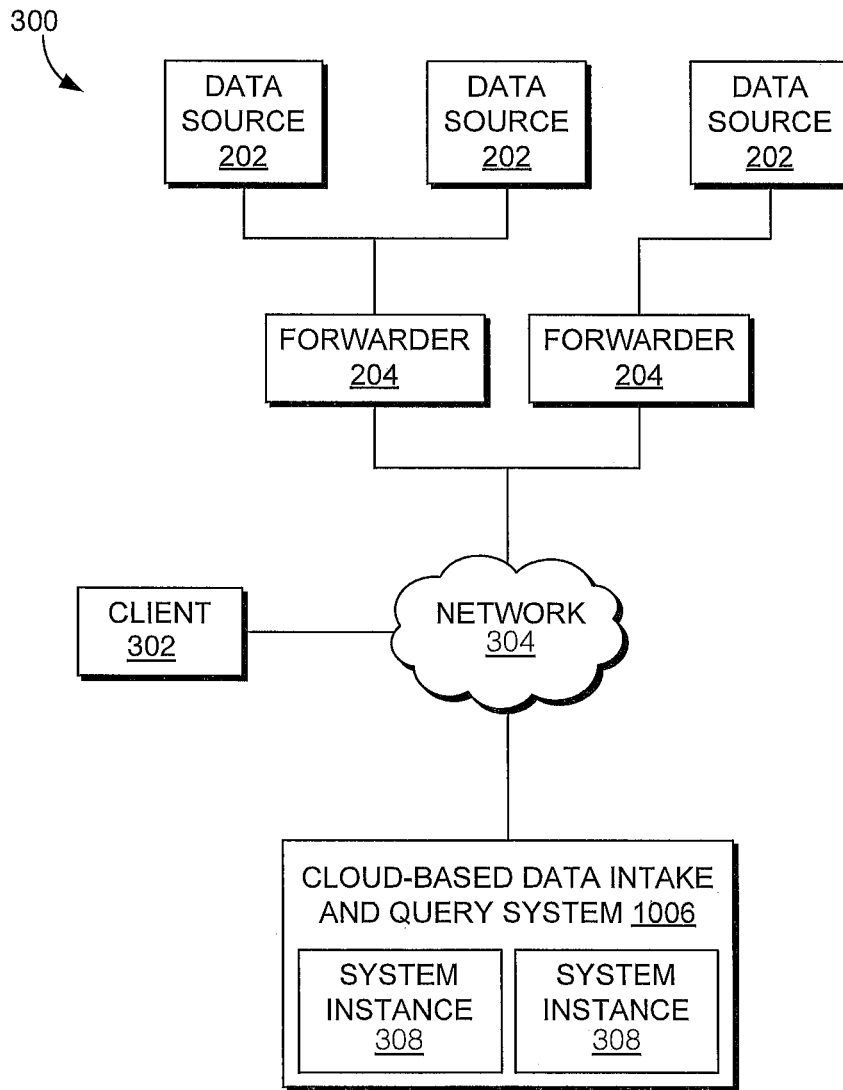 300
DATA
SOURCE
202
DATA
SOURCE
202
DATA
SOURCE
202
FORWARDER
204
FORWARDER
204
CLIENT
302
NETWORK
304
CLOUD-BASED DATA INTAKE
AND QUERY SYSTEM 1006
SYSTEM
INSTANCE
308
SYSTEM
INSTANCE
308